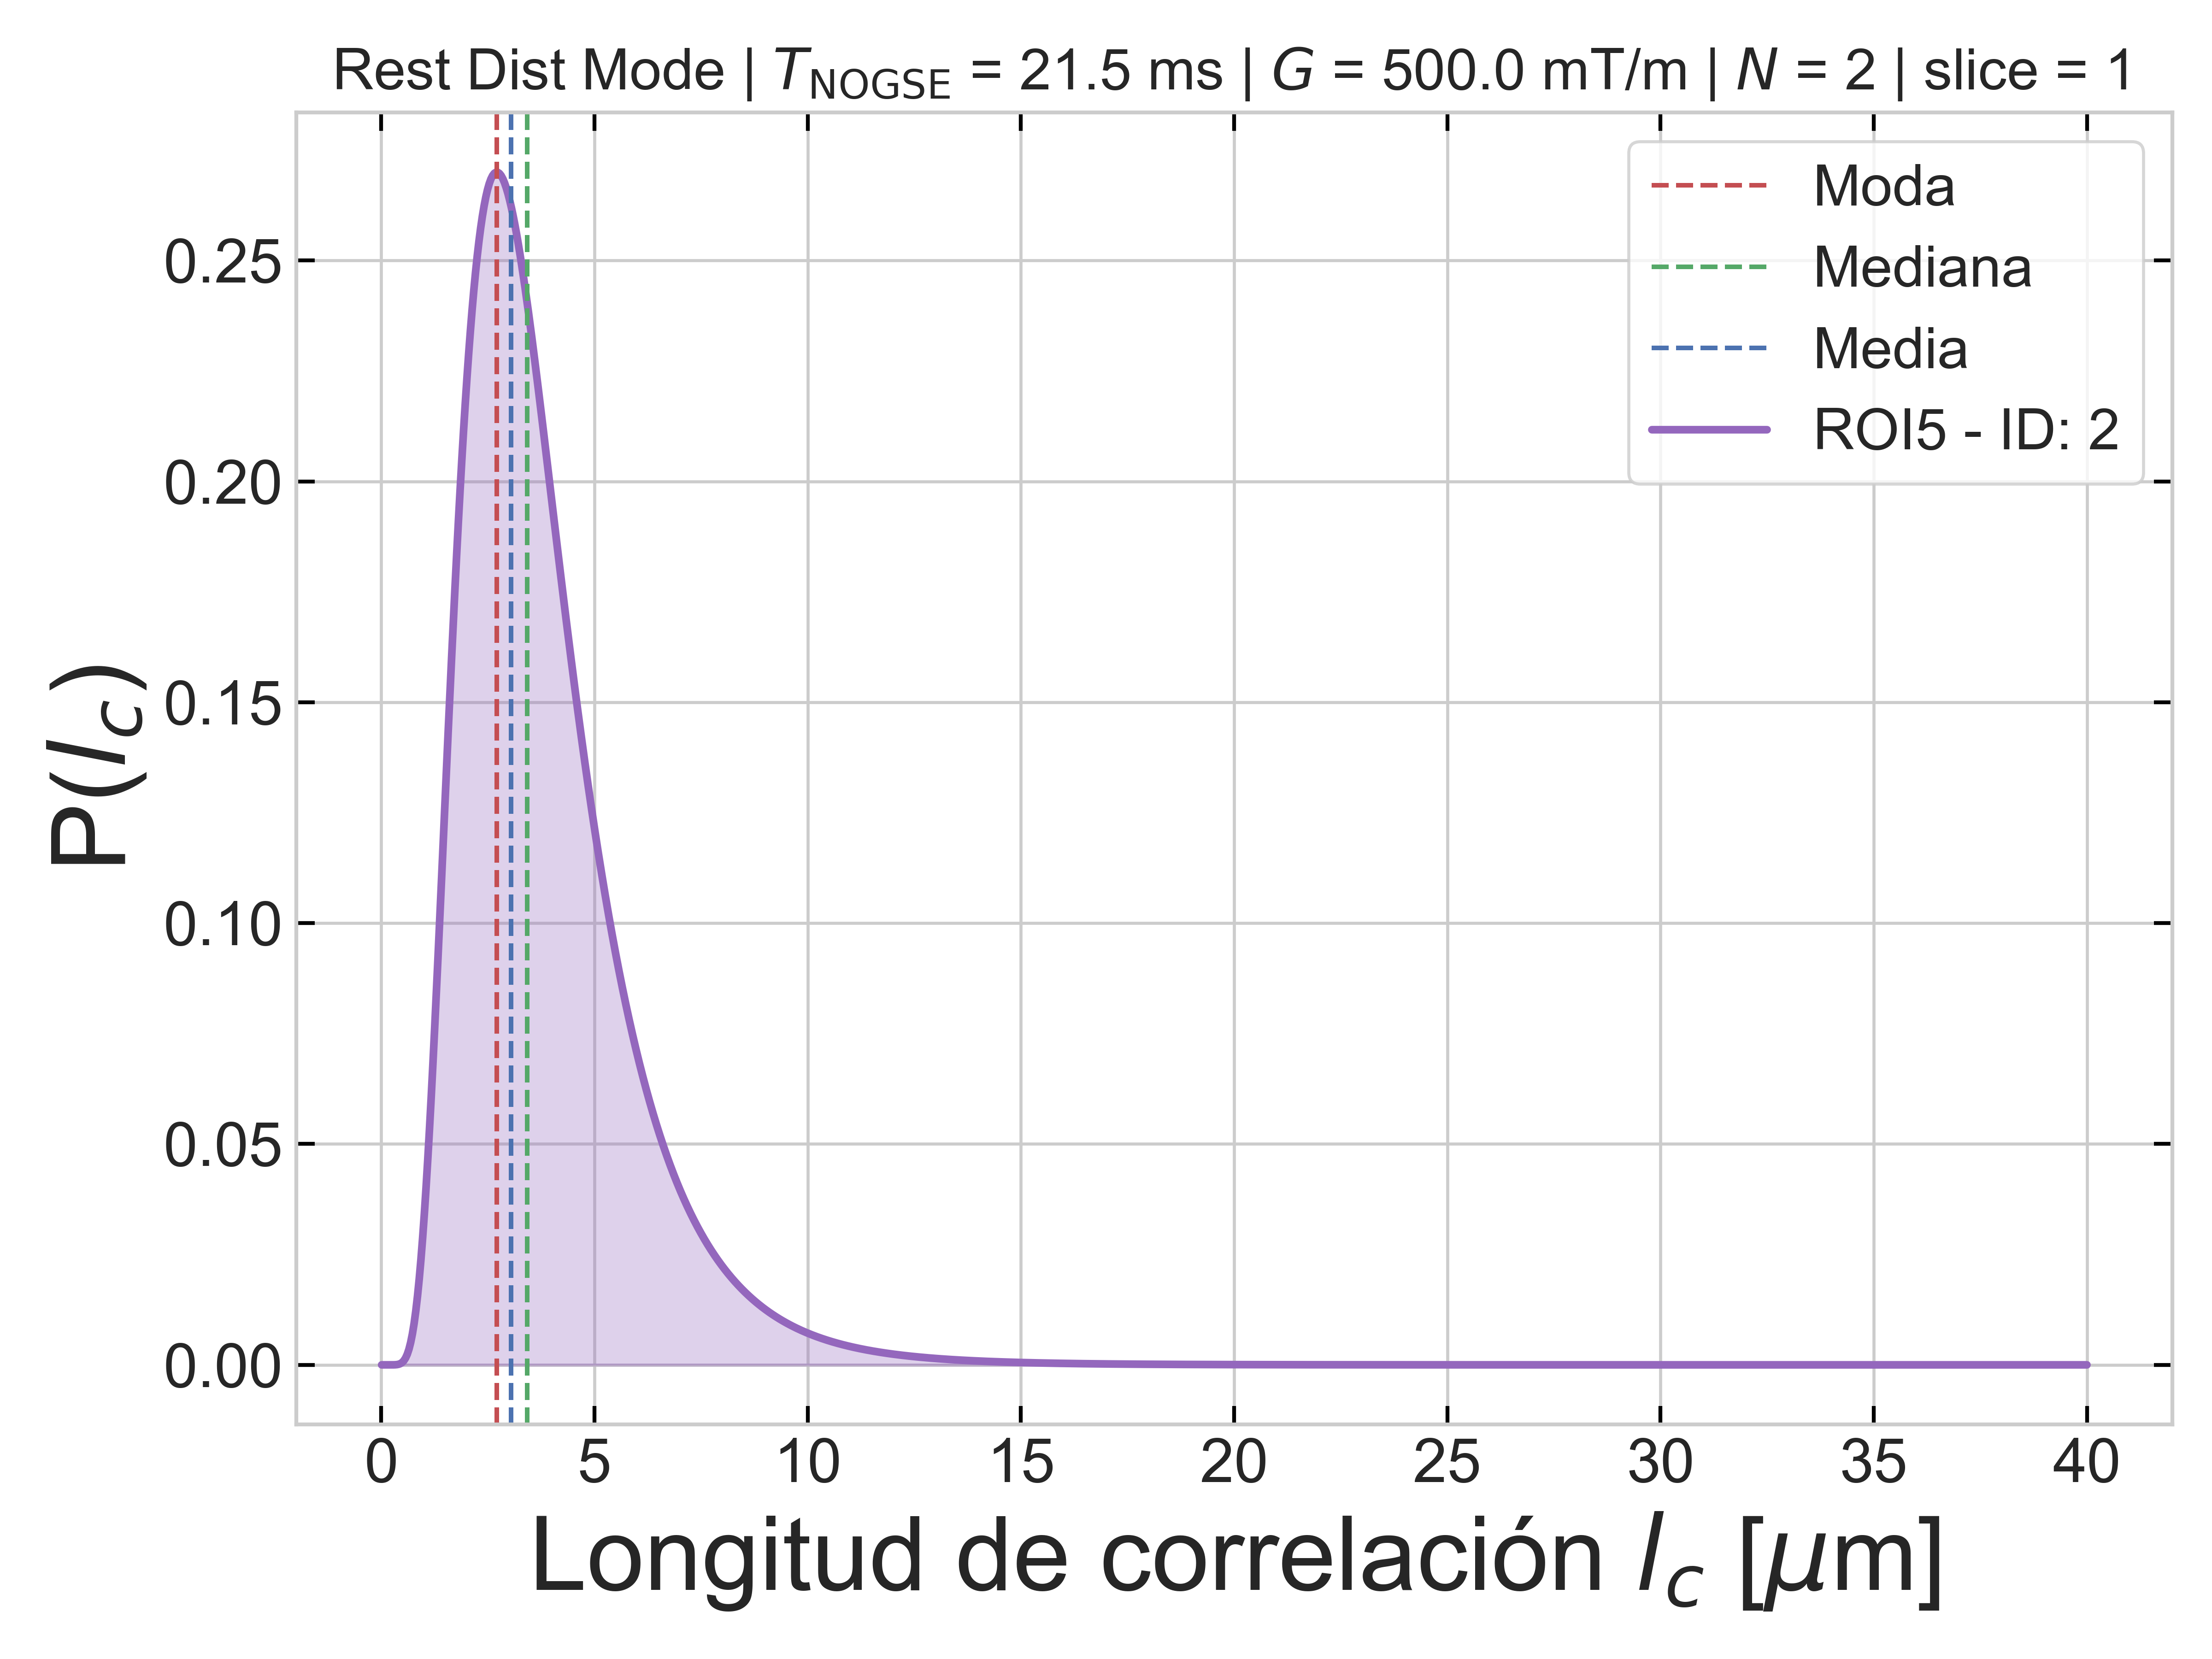 Rest Dist Mode | T_NOGSE = 21.5 ms | G = 500.0 mT/m | N = 2 | slice = 1
Moda
Mediana
Media
ROI5 - ID: 2
P(l_c)
0.25
0.20
0.15
0.10
0.05
0.00
0 5 10 15 20 25 30 35 40
Longitud de correlación l_c [μm]